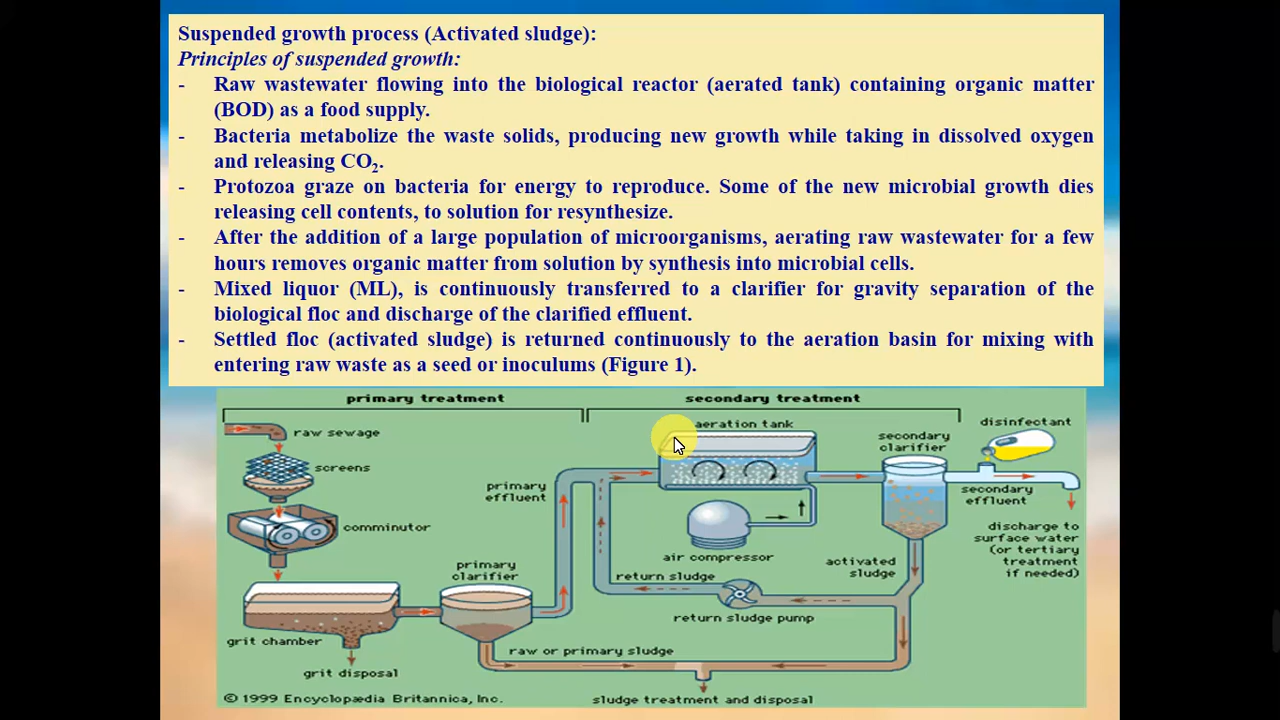 Suspended growth process (Activated sludge):
Principles of suspended growth:
- Raw wastewater flowing into the biological reactor (aerated tank) containing organic matter
(BOD) as a food supply.
- Bacteria metabolize the waste solids, producing new growth while taking in dissolved oxygen
and releasing CO2.
- Protozoa graze on bacteria for energy to reproduce. Some of the new microbial growth dies
releasing cell contents, to solution for resynthesize.
- After the addition of a large population of microorganisms, aerating raw wastewater for a few
hours removes organic matter from solution by synthesis into microbial cells.
- Mixed liquor (ML), is continuously transferred to a clarifier for gravity separation of the
biological floc and discharge of the clarified effluent.
- Settled floc (activated sludge) is returned continuously to the aeration basin for mixing with
entering raw waste as a seed or inoculums (Figure 1).
primary treatment
secondary treatment
raw sewage
screens
comminutor
grit chamber
grit disposal
primary
clarifier
primary
effluent
raw or primary sludge
aeration tank
air compressor
return sludge
return sludge pump
secondary
clarifier
activated
sludge
disinfectant
secondary
effluent
discharge to
surface water
(or tertiary
treatment
if needed)
sludge treatment and disposal
© 1999 Encyclopædia Britannica, Inc.